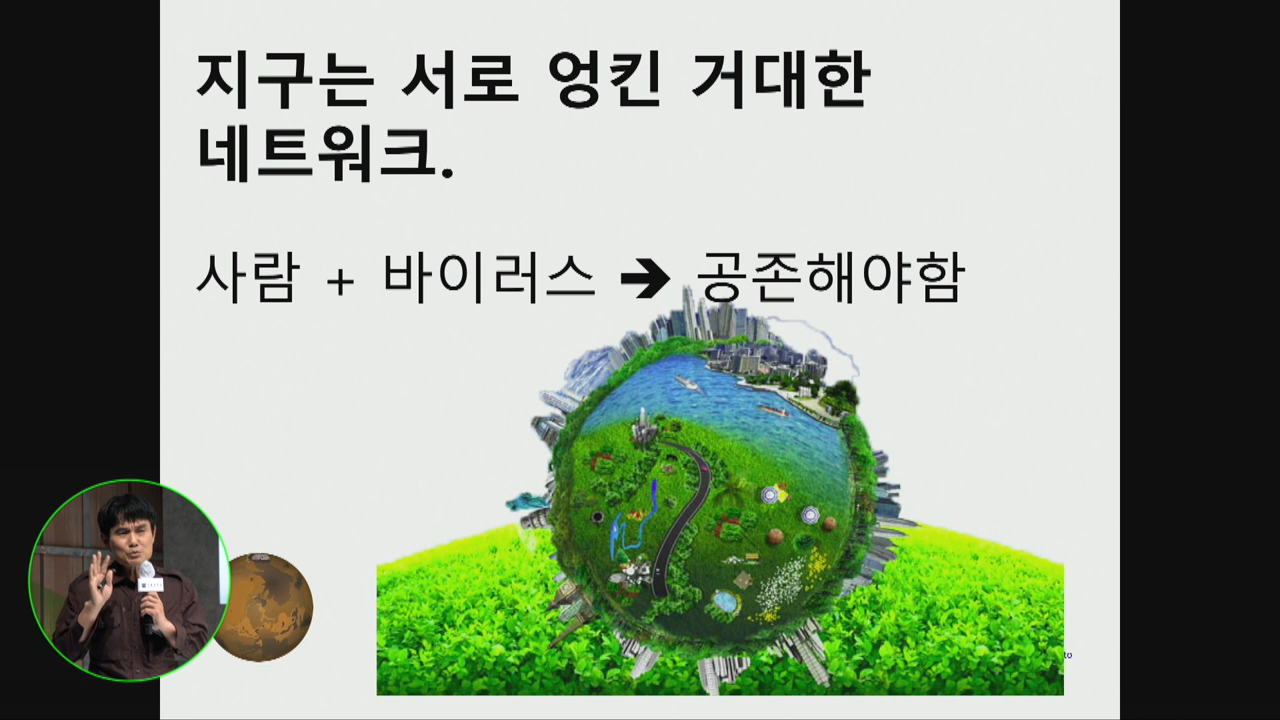 지구는 서로 엉킨 거대한
네트워크.
사람 + 바이러스 ➔ 공존해야함
to